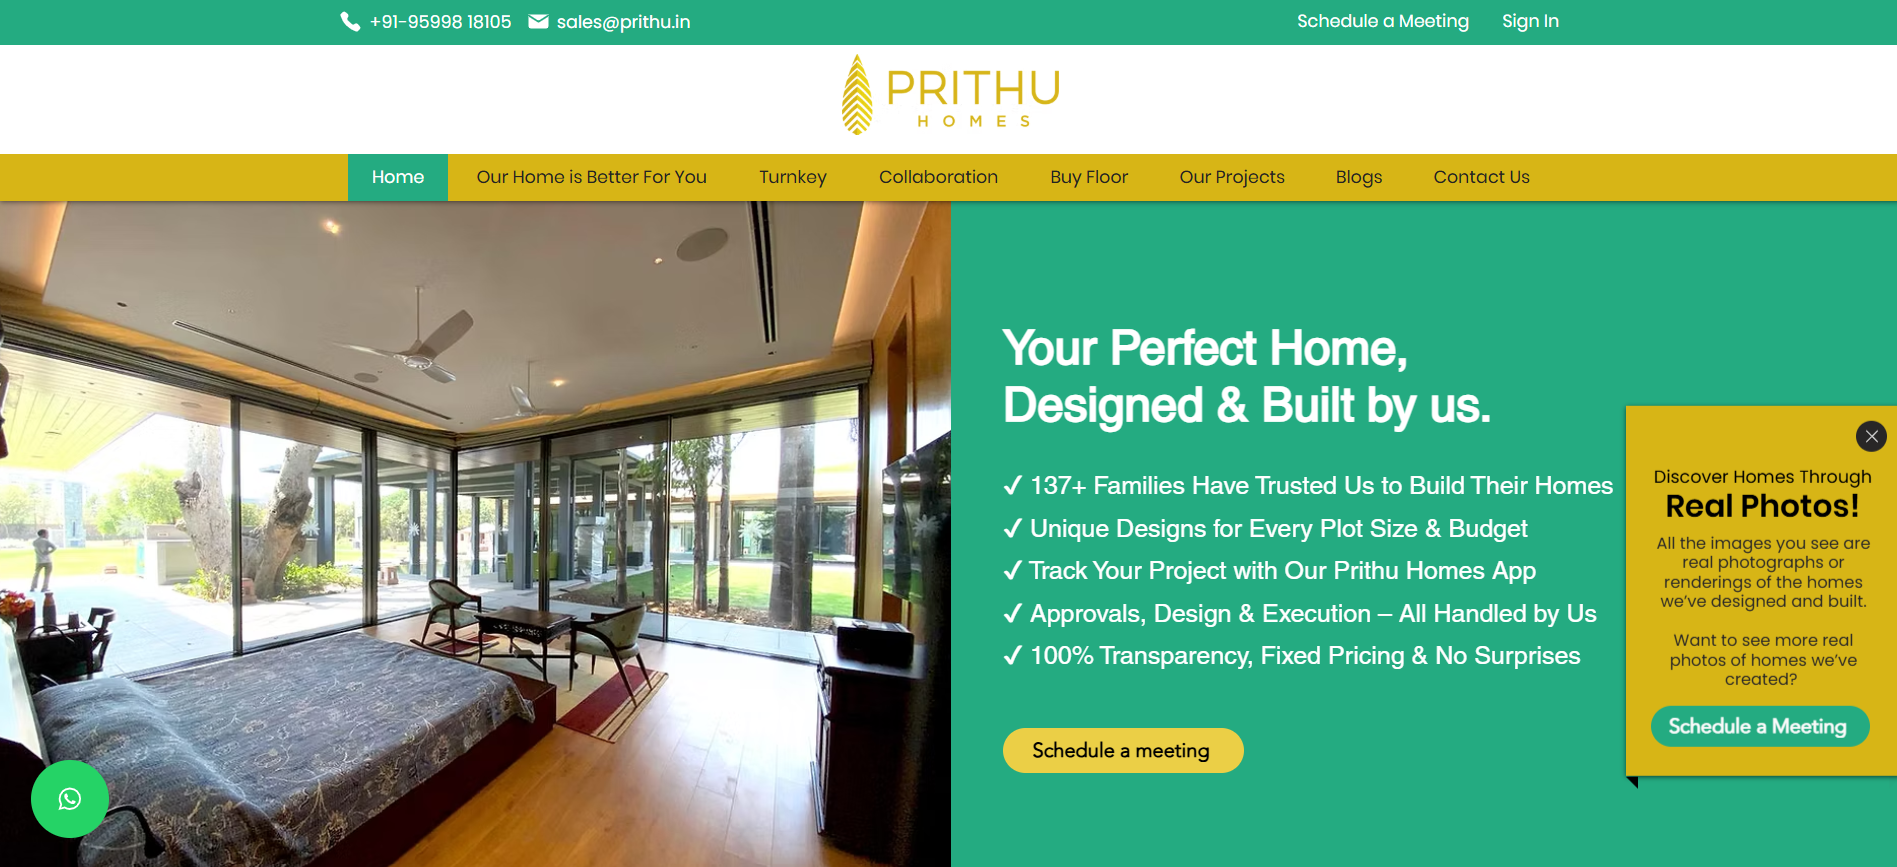 +91-95998 18105 sales@prithu.in Schedule a Meeting Sign In
PRITHU
HOMES
Home Our Home is Better For You Turnkey Collaboration Buy Floor Our Projects Blogs Contact Us
Your Perfect Home,
Designed & Built by us.
✓ 137+ Families Have Trusted Us to Build Their Homes
✓ Unique Designs for Every Plot Size & Budget
✓ Track Your Project with Our Prithu Homes App
✓ Approvals, Design & Execution – All Handled by Us
✓ 100% Transparency, Fixed Pricing & No Surprises
Schedule a meeting
Discover Homes Through
Real Photos!
All the images you see are
real photographs or
renderings of the homes
we’ve designed and built.
Want to see more real
photos of homes we’ve
created?
Schedule a Meeting